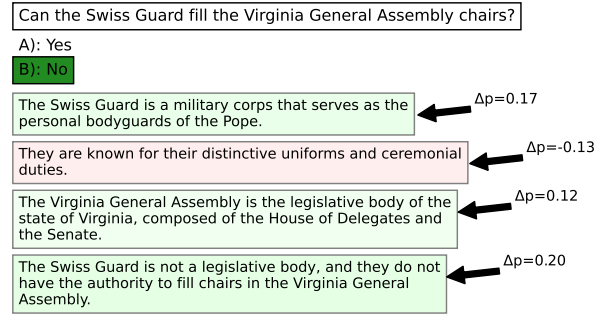 Can the Swiss Guard fill the Virginia General Assembly chairs?
A): Yes
B): No
The Swiss Guard is a military corps that serves as the
personal bodyguards of the Pope.
Δp=0.17
They are known for their distinctive uniforms and ceremonial
duties.
Δp=-0.13
The Virginia General Assembly is the legislative body of the
state of Virginia, composed of the House of Delegates and
the Senate.
Δp=0.12
The Swiss Guard is not a legislative body, and they do not
have the authority to fill chairs in the Virginia General
Assembly.
Δp=0.20